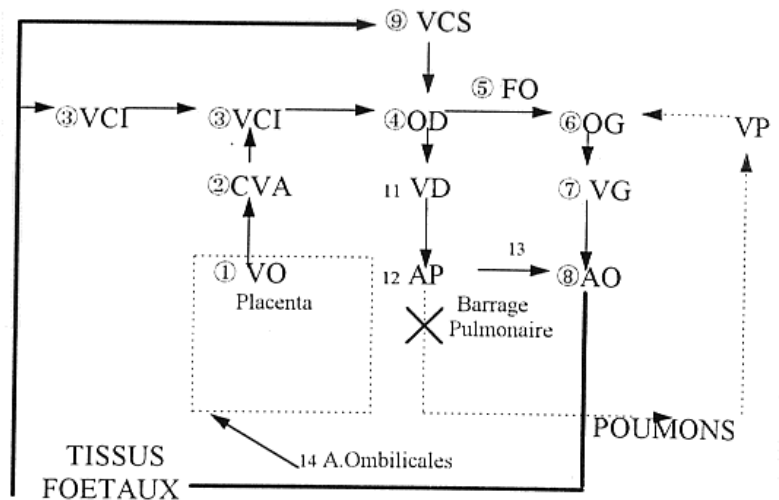 ⑨ VCS
⑤ FO
③VCI
③VCI
④OD
⑥OG
VP
②CVA
11 VD
⑦ VG
① VO
Placenta
12 AP
13
⑧AO
Barrage
Pulmonaire
POUMONS
TISSUS
FOETAUX
14 A.Ombilicales